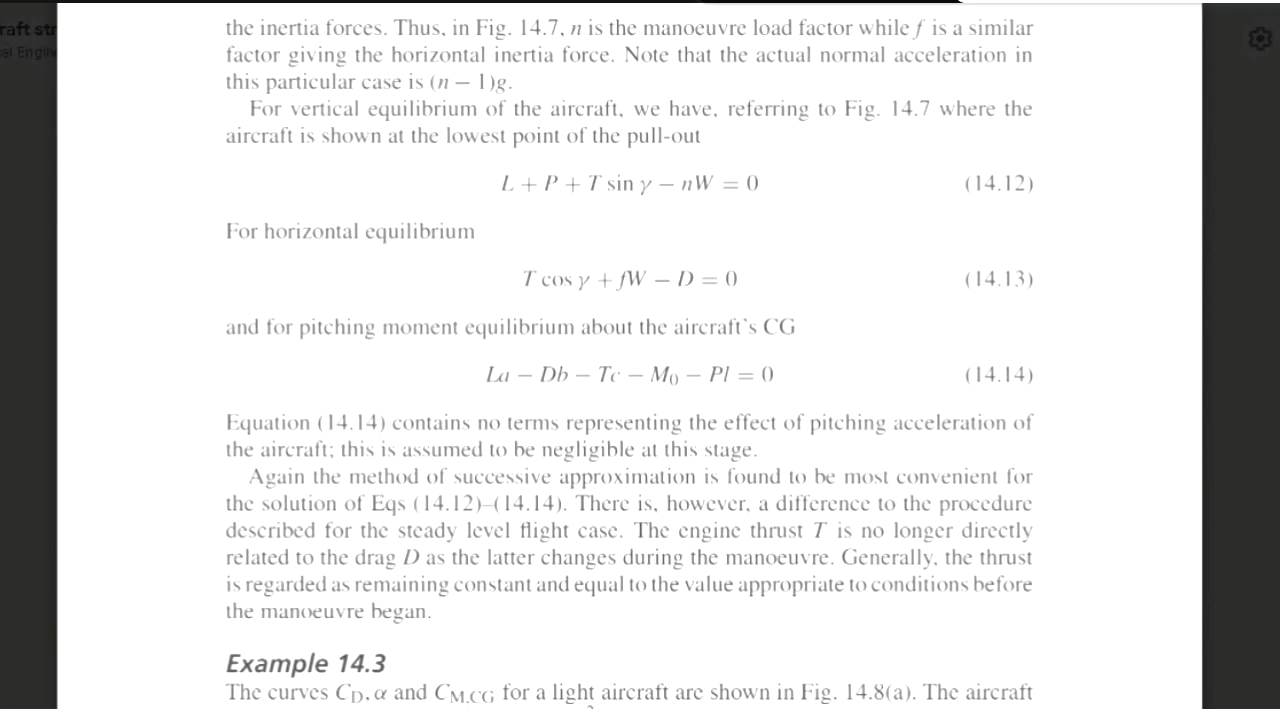 raft str
cal Engine
the inertia forces. Thus, in Fig. 14.7, n is the manoeuvre load factor while f is a similar
factor giving the horizontal inertia force. Note that the actual normal acceleration in
this particular case is (n − 1)g.
For vertical equilibrium of the aircraft, we have, referring to Fig. 14.7 where the
aircraft is shown at the lowest point of the pull-out
L + P + T sin γ − nW = 0 (14.12)
For horizontal equilibrium
T cos γ + fW − D = 0 (14.13)
and for pitching moment equilibrium about the aircraft's CG
La − Db − Tc − M₀ − Pl = 0 (14.14)
Equation (14.14) contains no terms representing the effect of pitching acceleration of
the aircraft; this is assumed to be negligible at this stage.
Again the method of successive approximation is found to be most convenient for
the solution of Eqs (14.12)–(14.14). There is, however, a difference to the procedure
described for the steady level flight case. The engine thrust T is no longer directly
related to the drag D as the latter changes during the manoeuvre. Generally, the thrust
is regarded as remaining constant and equal to the value appropriate to conditions before
the manoeuvre began.
Example 14.3
The curves C_D, α and C_M,CG for a light aircraft are shown in Fig. 14.8(a). The aircraft